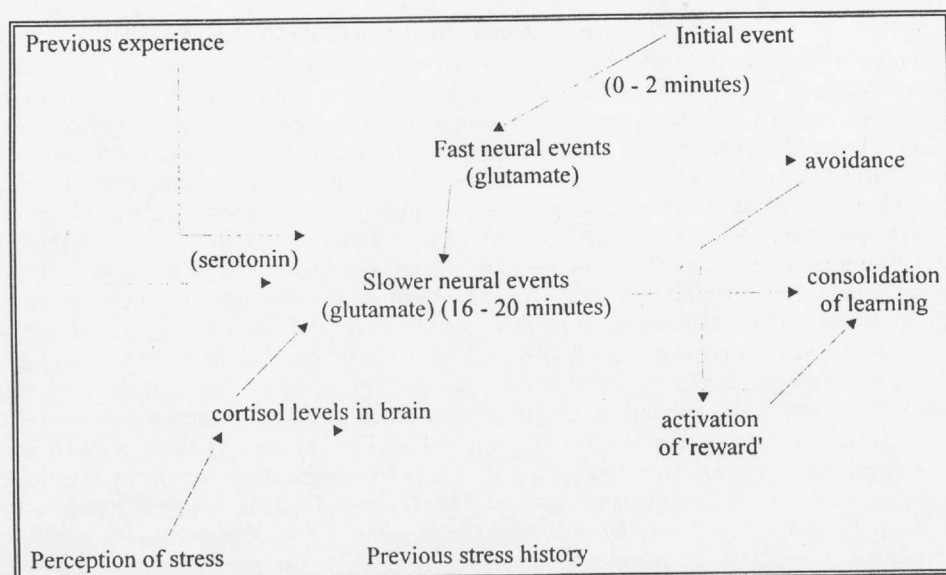 Previous experience
Initial event
(0 - 2 minutes)
Fast neural events
(glutamate)
avoidance
(serotonin)
Slower neural events
(glutamate) (16 - 20 minutes)
consolidation
of learning
cortisol levels in brain
activation
of 'reward'
Perception of stress
Previous stress history